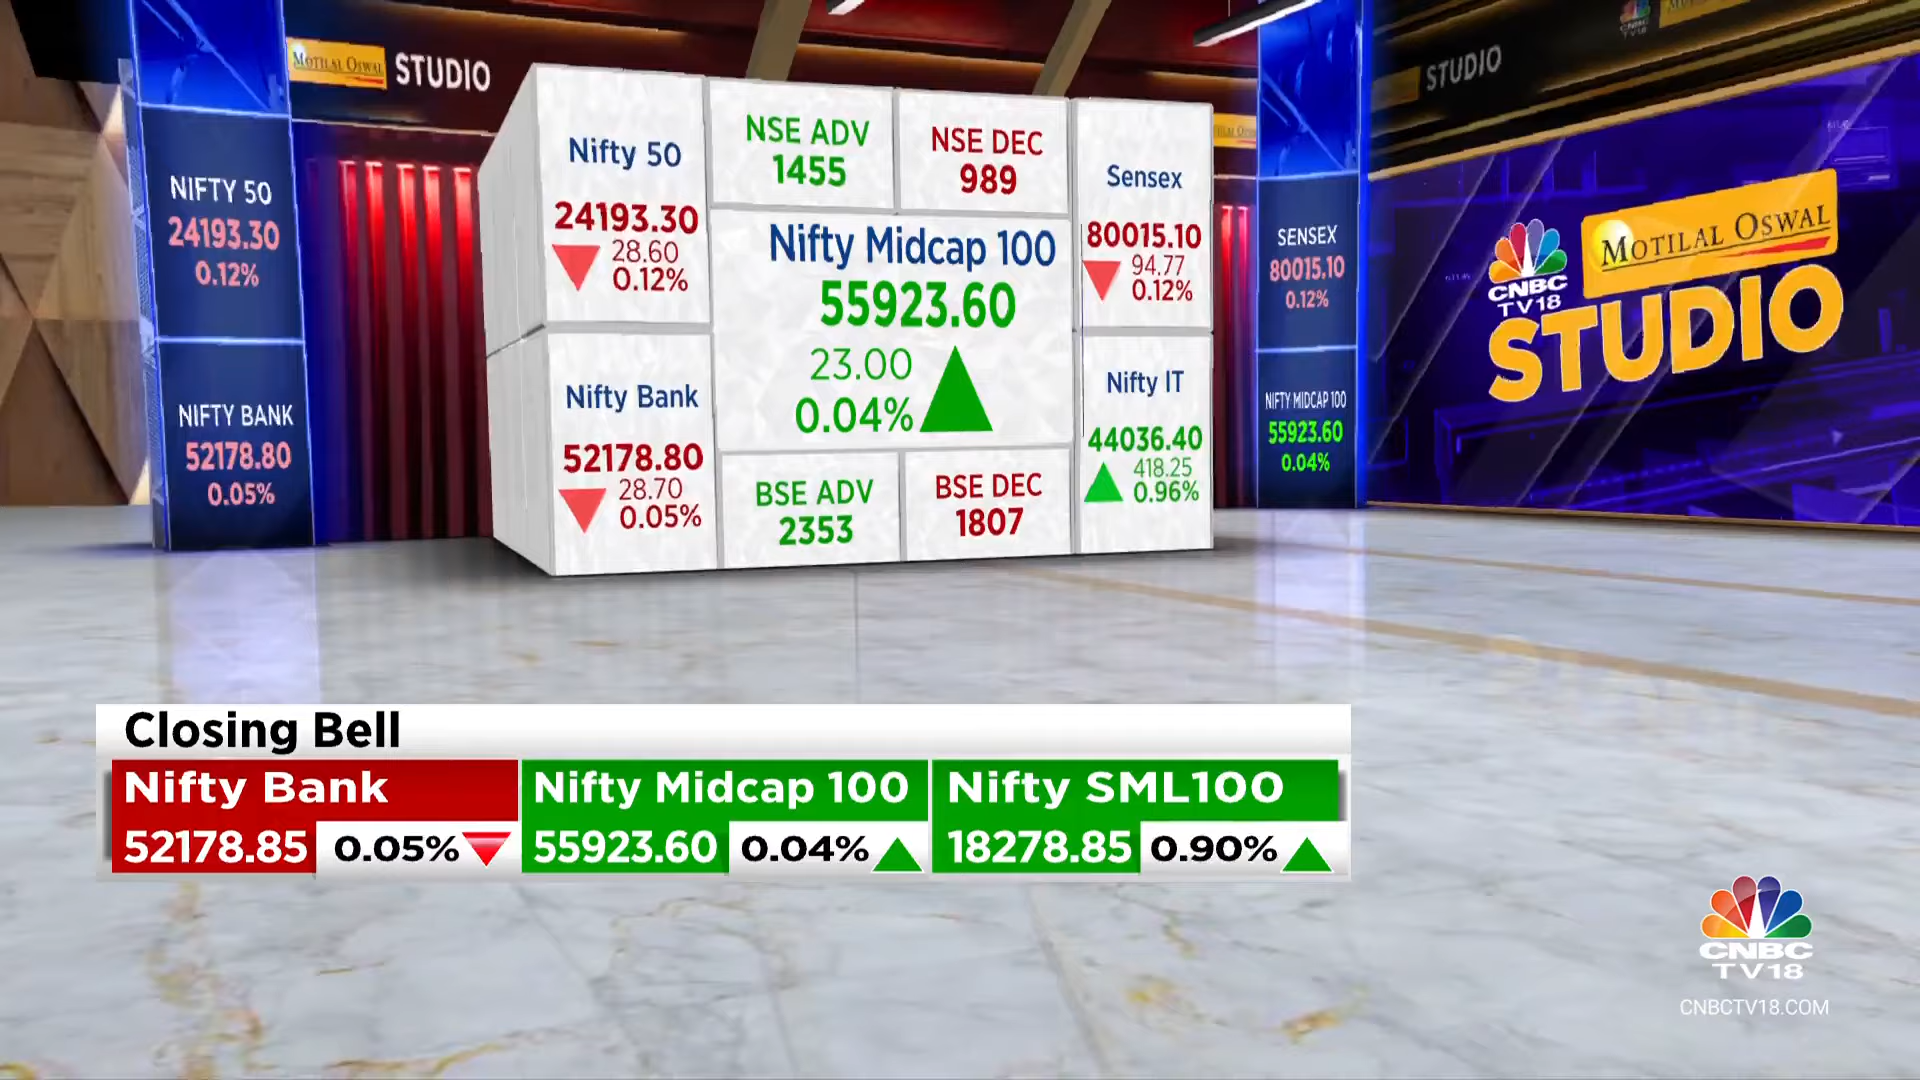 MOTILAL OSWAL STUDIO
NIFTY 50
24193.30
0.12%
NIFTY BANK
52178.80
0.05%
Nifty 50
24193.30
28.60
0.12%
Nifty Bank
52178.80
28.70
0.05%
NSE ADV
1455
NSE DEC
989
Nifty Midcap 100
55923.60
23.00
0.04%
BSE ADV
2353
BSE DEC
1807
Sensex
80015.10
94.77
0.12%
Nifty IT
44036.40
418.25
0.96%
SENSEX
80015.10
0.12%
NIFTY MIDCAP 100
55923.60
0.04%
STUDIO
CNBC
TV18
MOTILAL OSWAL
STUDIO
Closing Bell
Nifty Bank
52178.85 0.05%
Nifty Midcap 100
55923.60 0.04%
Nifty SML100
18278.85 0.90%
CNBC
TV18
CNBCTV18.COM